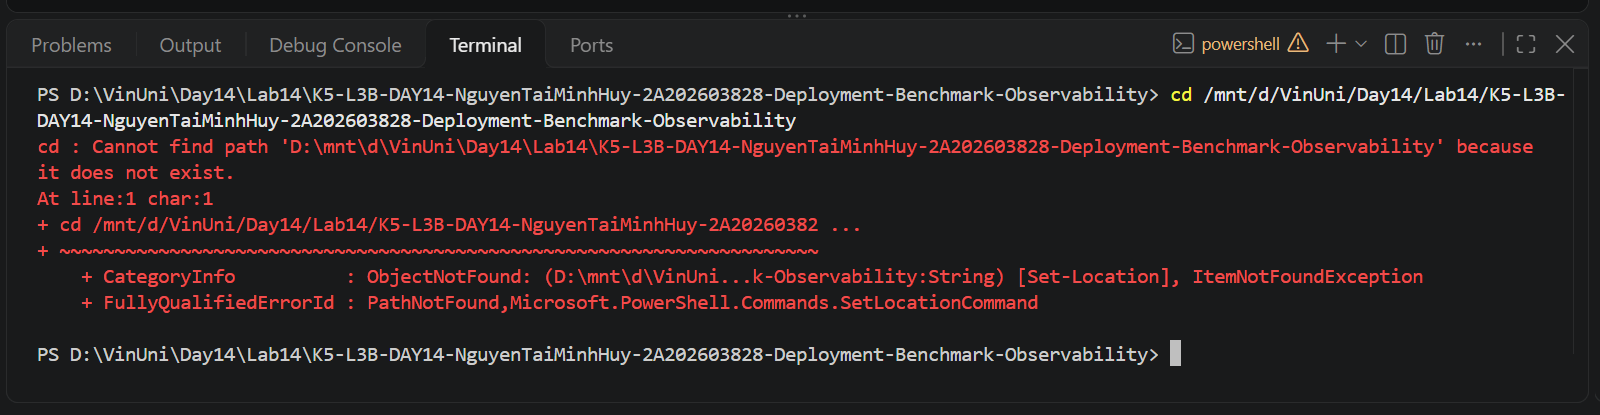 Problems Output Debug Console Terminal Ports powershell
PS D:\VinUni\Day14\Lab14\K5-L3B-DAY14-NguyenTaiMinhHuy-2A202603828-Deployment-Benchmark-Observability> cd /mnt/d/VinUni/Day14/Lab14/K5-L3B-
DAY14-NguyenTaiMinhHuy-2A202603828-Deployment-Benchmark-Observability
cd : Cannot find path 'D:\mnt\d\VinUni\Day14\Lab14\K5-L3B-DAY14-NguyenTaiMinhHuy-2A202603828-Deployment-Benchmark-Observability' because
it does not exist.
At line:1 char:1
+ cd /mnt/d/VinUni/Day14/Lab14/K5-L3B-DAY14-NguyenTaiMinhHuy-2A20260382 ...
+ ~~~~~~~~~~~~~~~~~~~~~~~~~~~~~~~~~~~~~~~~~~~~~~~~~~~~~~~~~~~~~~~~~~~~~
    + CategoryInfo          : ObjectNotFound: (D:\mnt\d\VinUni...k-Observability:String) [Set-Location], ItemNotFoundException
    + FullyQualifiedErrorId : PathNotFound,Microsoft.PowerShell.Commands.SetLocationCommand
PS D:\VinUni\Day14\Lab14\K5-L3B-DAY14-NguyenTaiMinhHuy-2A202603828-Deployment-Benchmark-Observability>